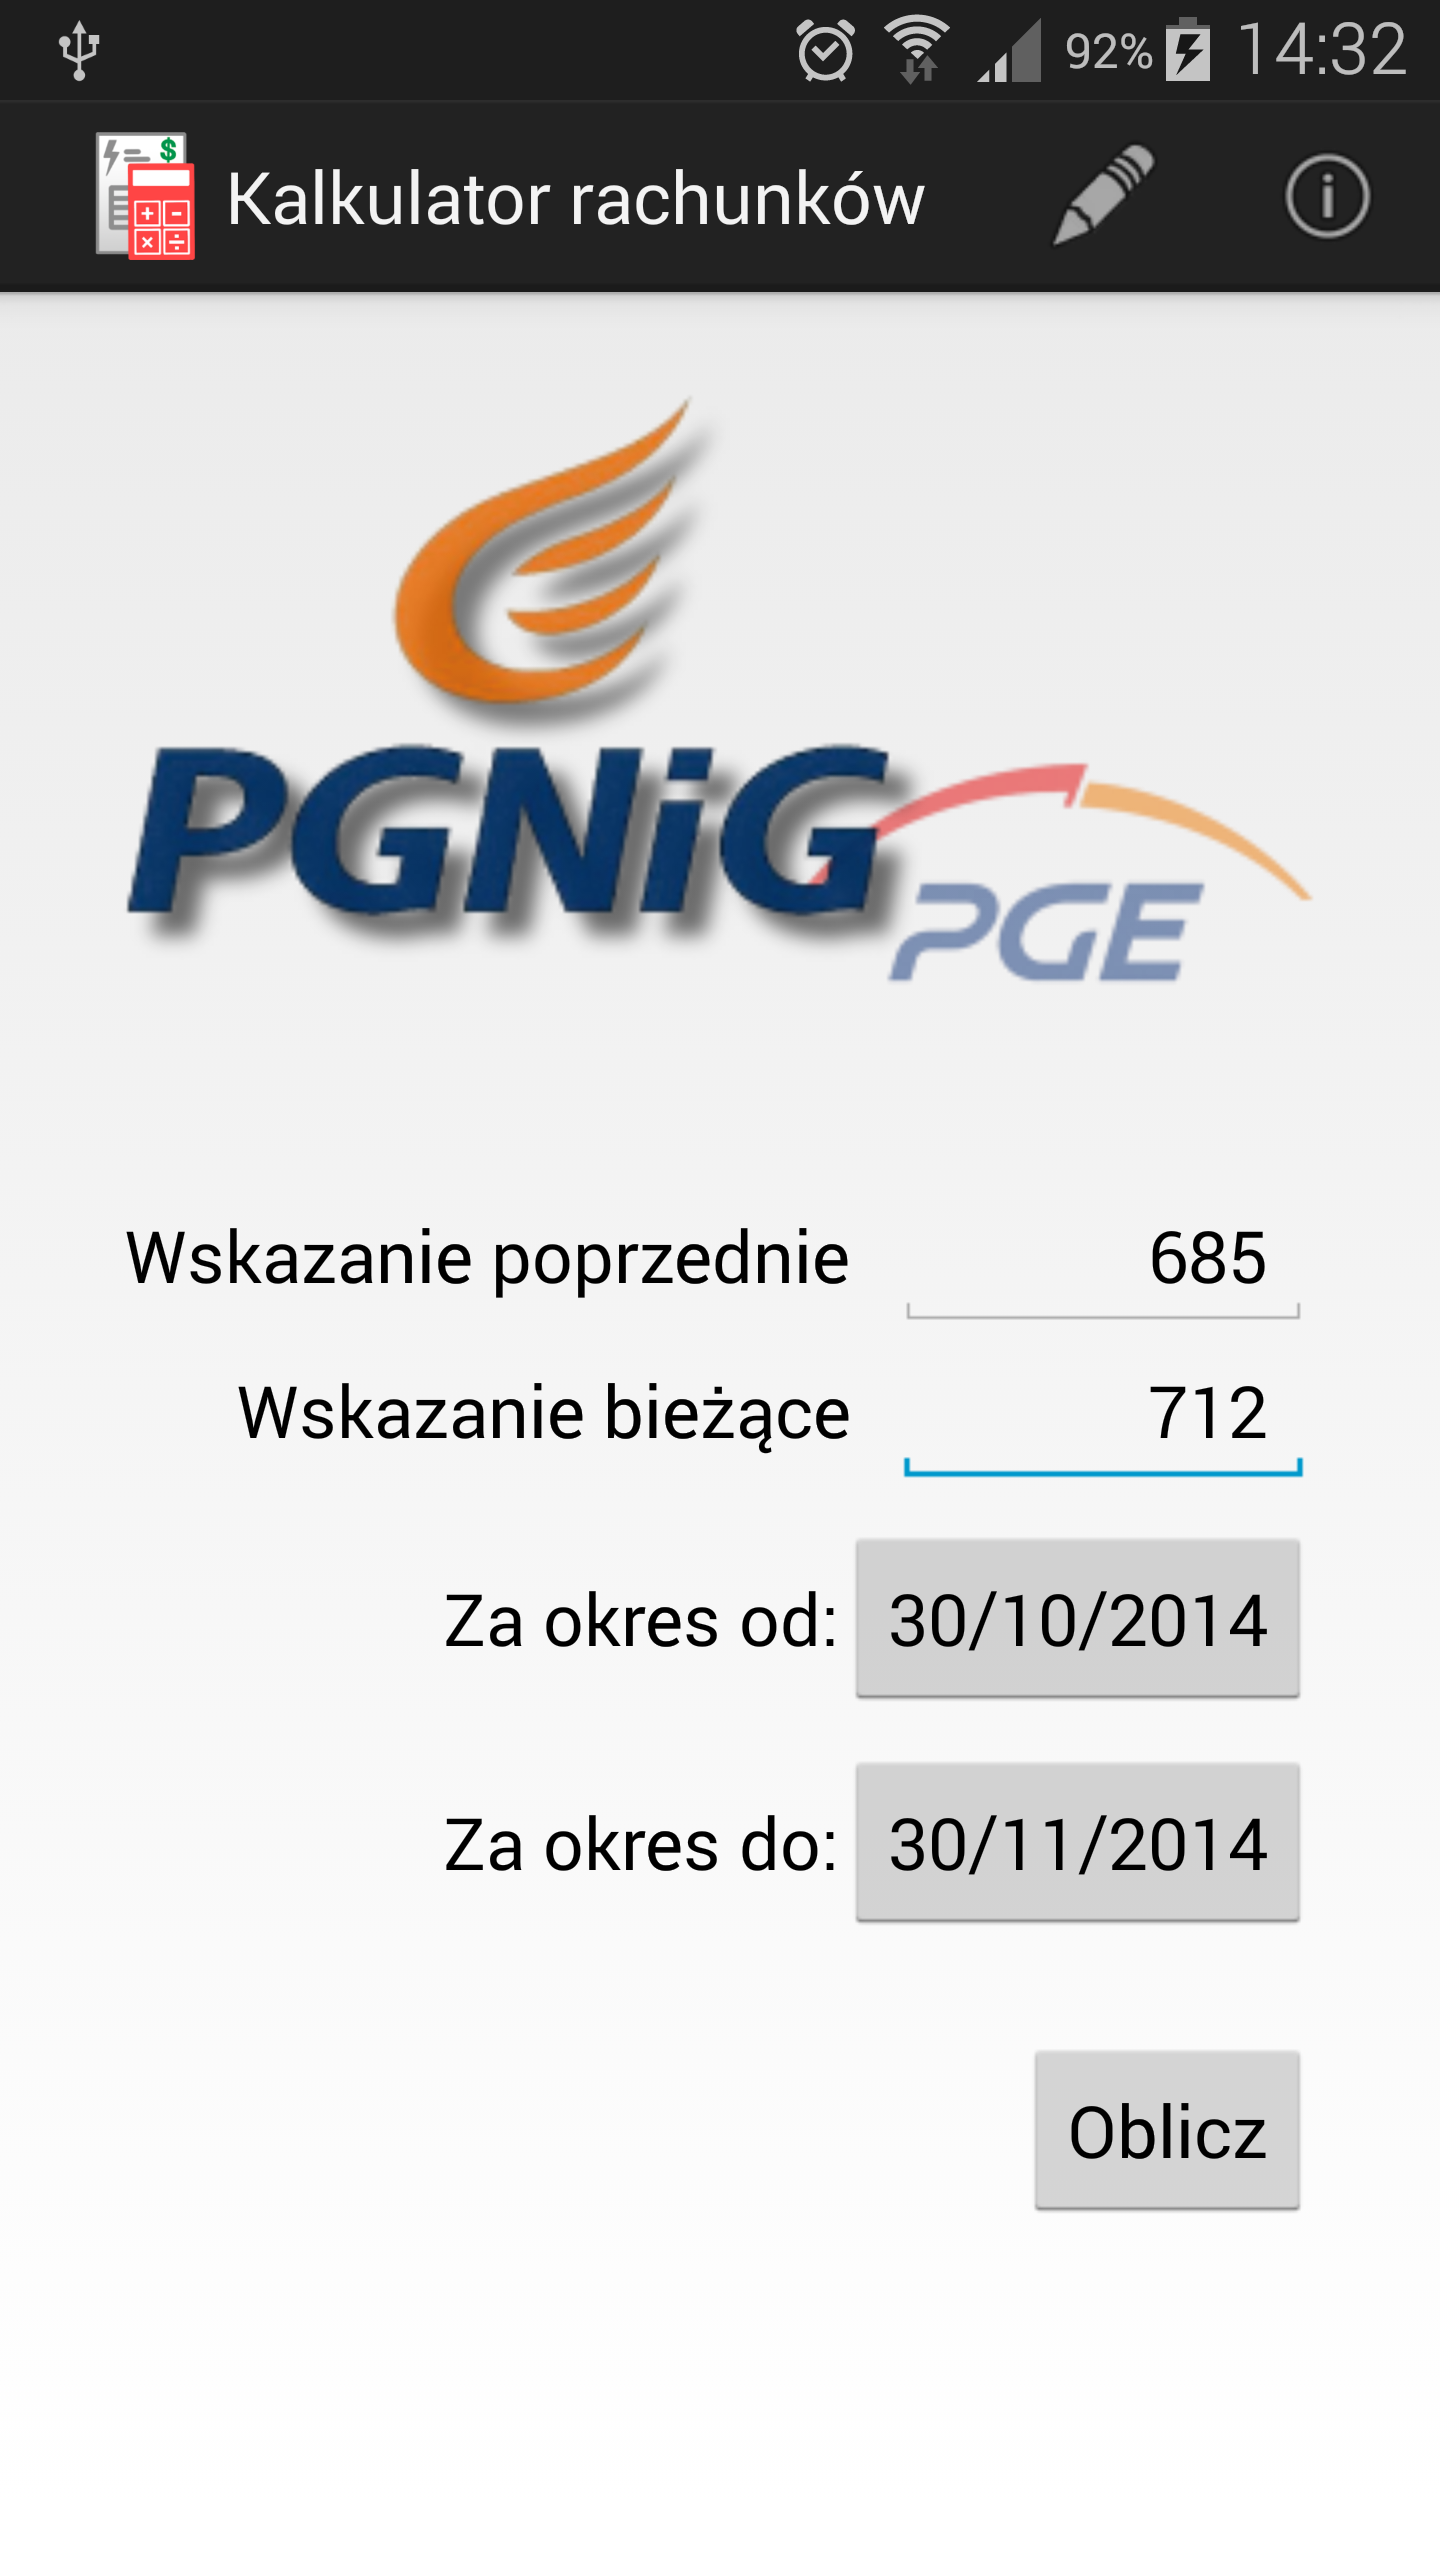 92% 14:32
Kalkulator rachunków
PGNiG
PGE
Wskazanie poprzednie 685
Wskazanie bieżące 712
Za okres od: 30/10/2014
Za okres do: 30/11/2014
Oblicz